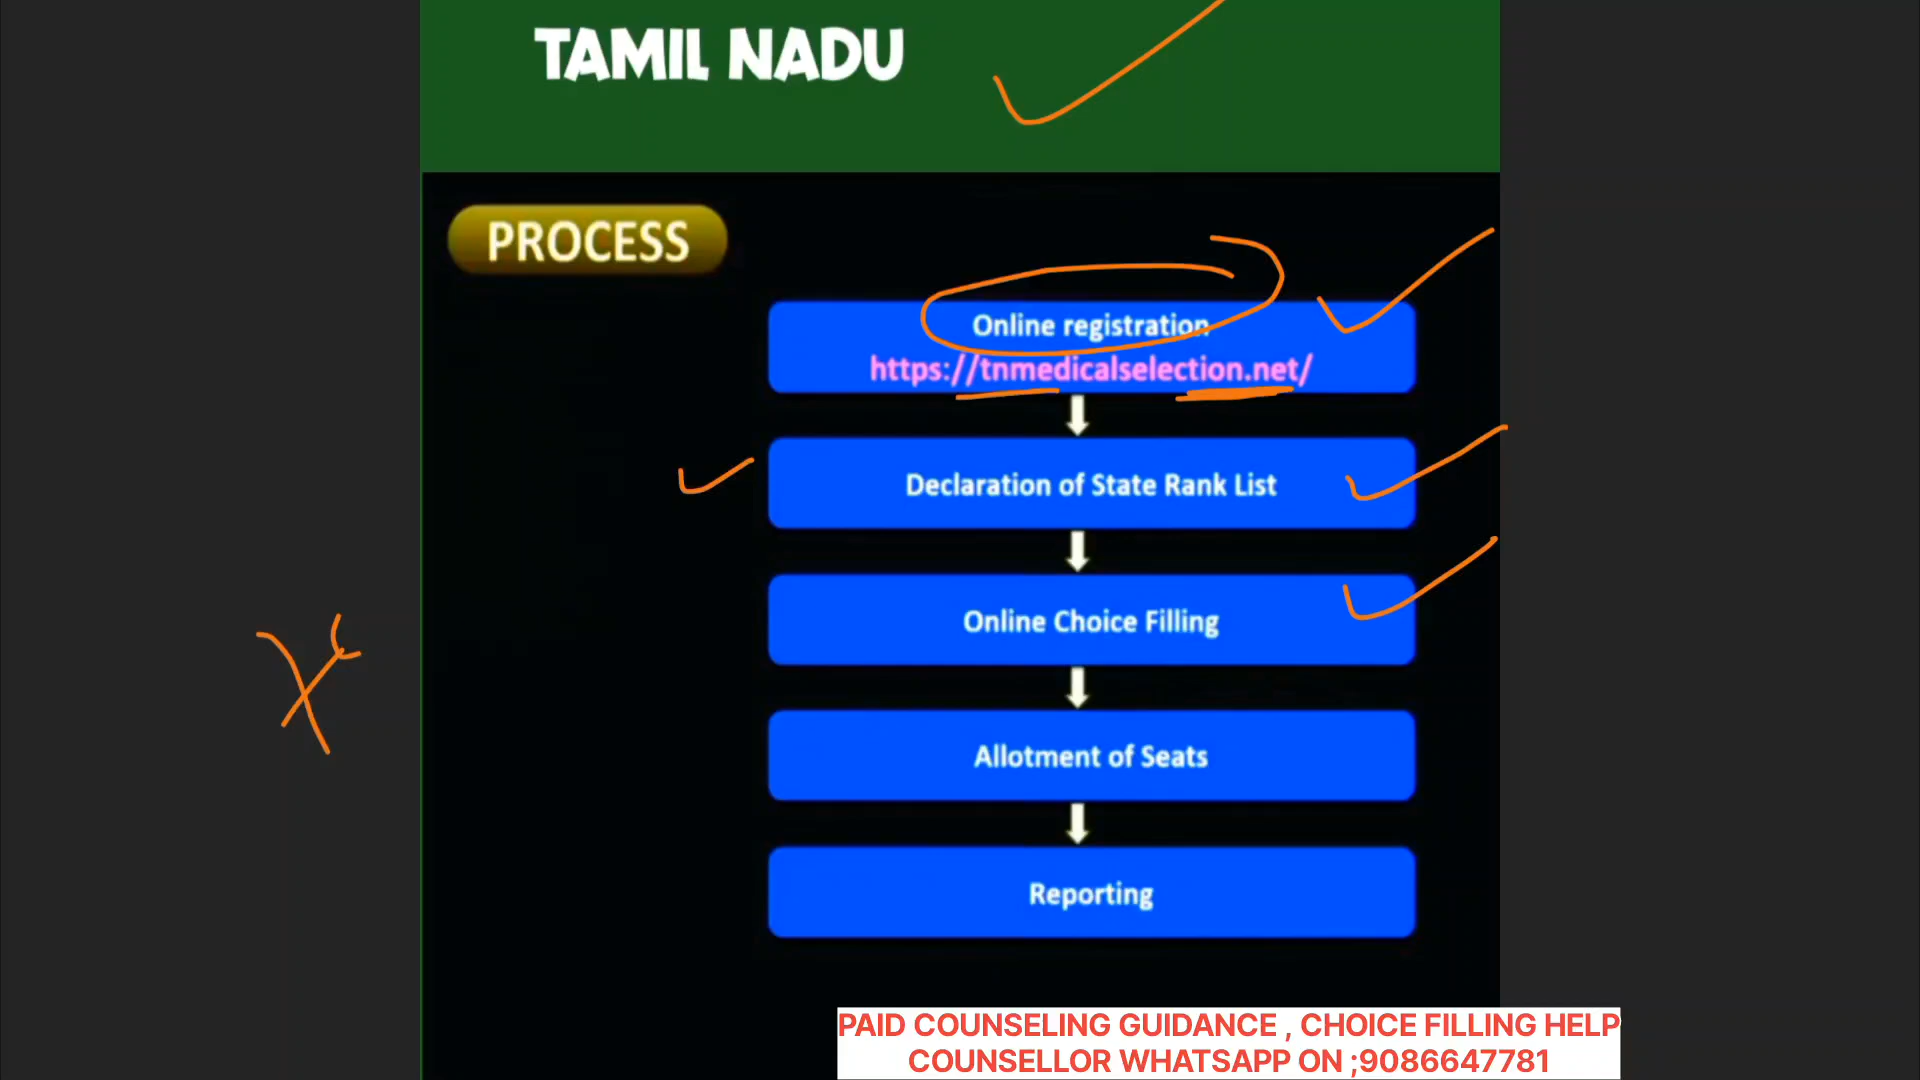 TAMIL NADU
PROCESS
Online registration
https://tnmedicalselection.net/
Declaration of State Rank List
Online Choice Filling
Allotment of Seats
Reporting
PAID COUNSELING GUIDANCE , CHOICE FILLING HELP
COUNSELLOR WHATSAPP ON ;9086647781